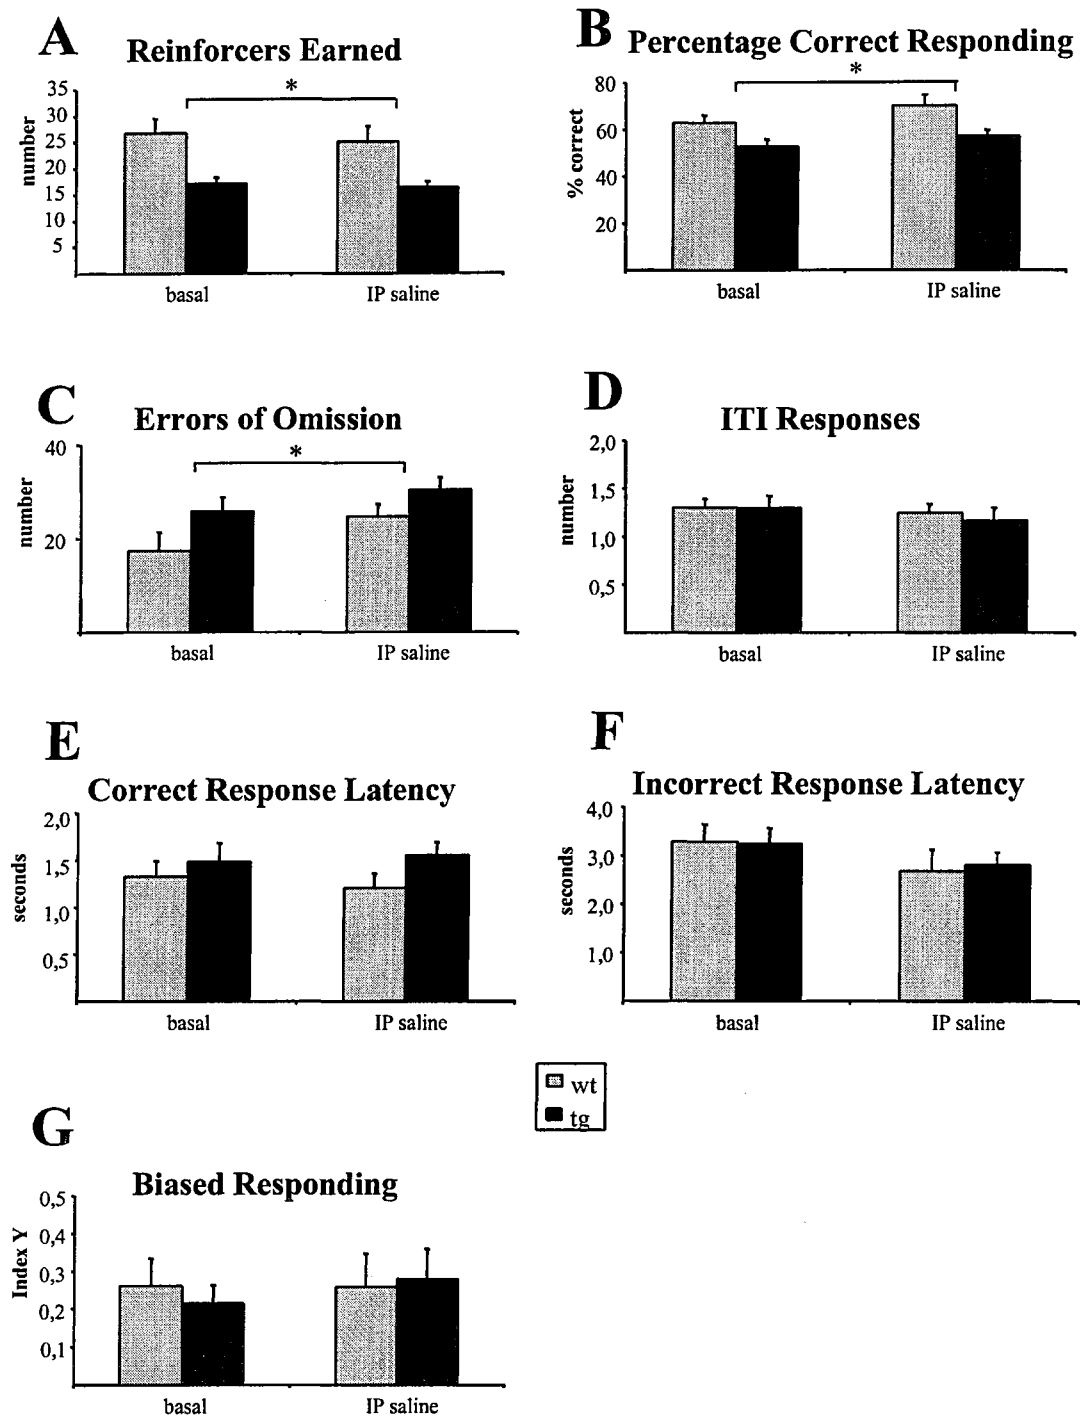 A
Reinforcers Earned
*
35
30
25
20
15
10
5
number
basal
IP saline
B
Percentage Correct Responding
*
80
60
40
20
% correct
basal
IP saline
C
Errors of Omission
*
40
20
number
basal
IP saline
D
ITI Responses
2,0
1,5
1,0
0,5
number
basal
IP saline
E
Correct Response Latency
2,0
1,5
1,0
0,5
seconds
basal
IP saline
F
Incorrect Response Latency
4,0
3,0
2,0
1,0
seconds
basal
IP saline
wt
tg
G
Biased Responding
0,5
0,4
0,3
0,2
0,1
Index Y
basal
IP saline